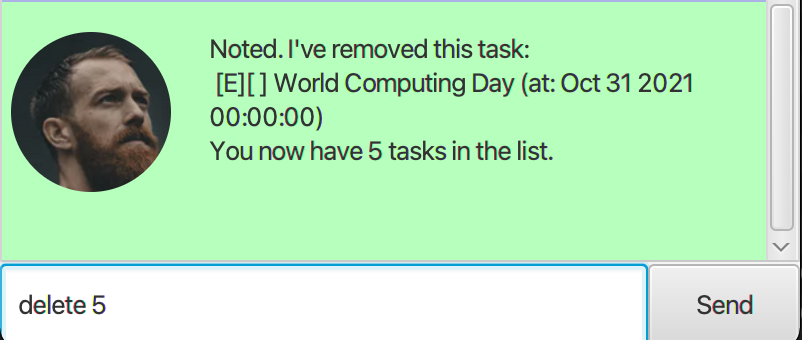 Noted. I've removed this task:
[E][ ] World Computing Day (at: Oct 31 2021
00:00:00)
You now have 5 tasks in the list.
delete 5
Send